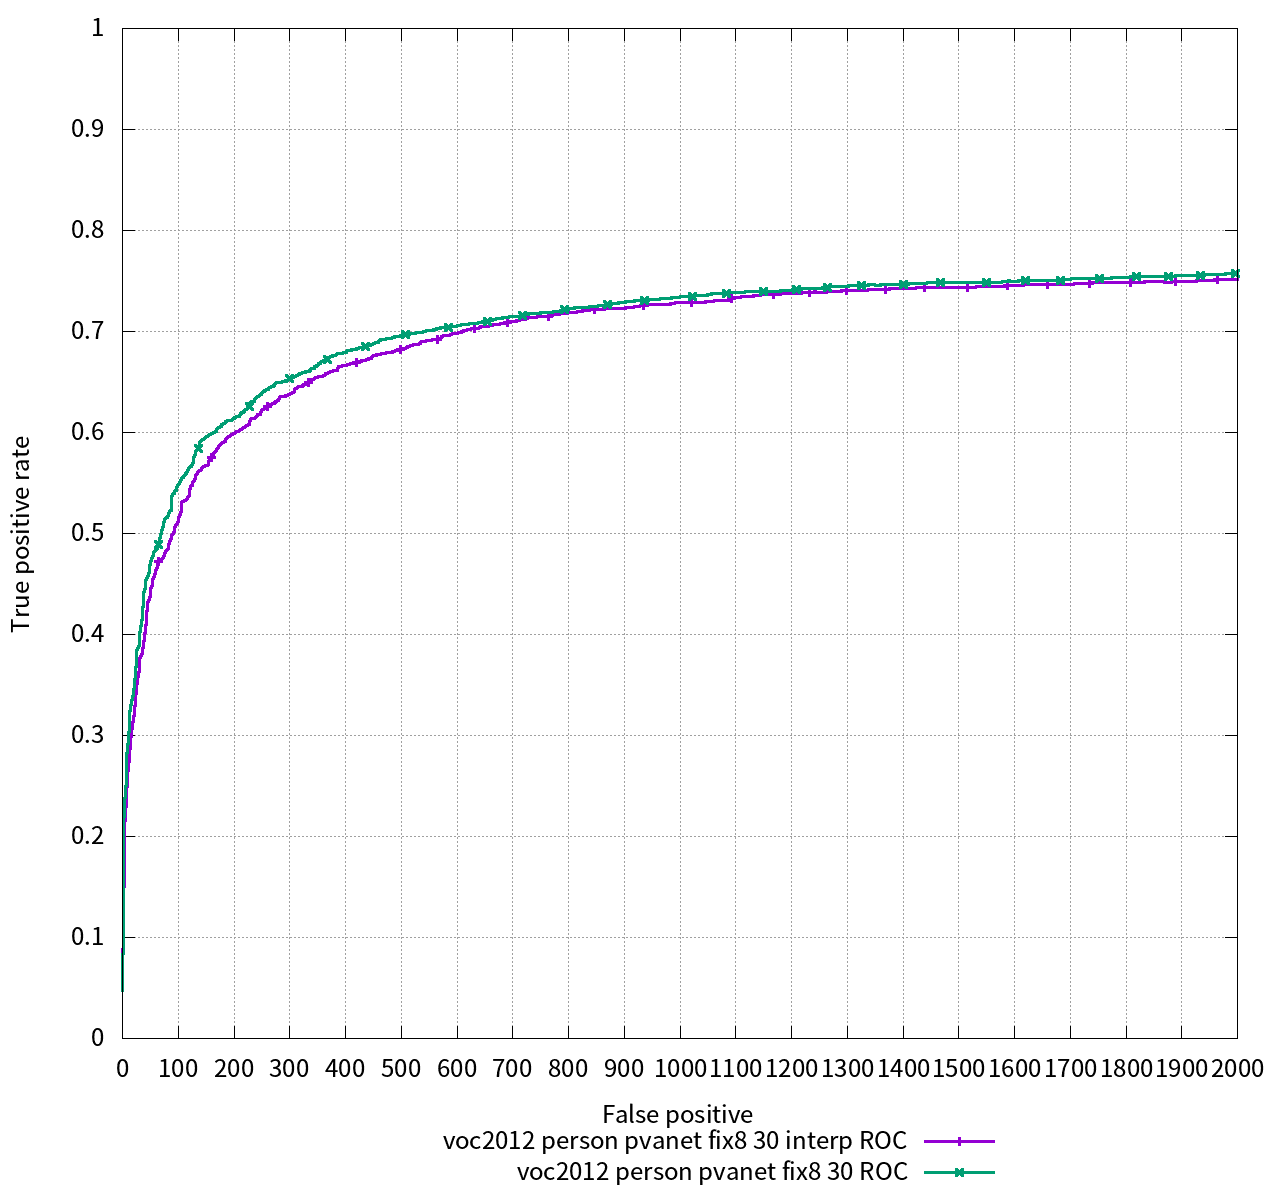 1
0.9
0.8
0.7
0.6
0.5
0.4
0.3
0.2
0.1
0
True positive rate
0 100 200 300 400 500 600 700 800 900 1000 1100 1200 1300 1400 1500 1600 1700 1800 1900 2000
False positive
voc2012 person pvanet fix8 30 interp ROC
voc2012 person pvanet fix8 30 ROC